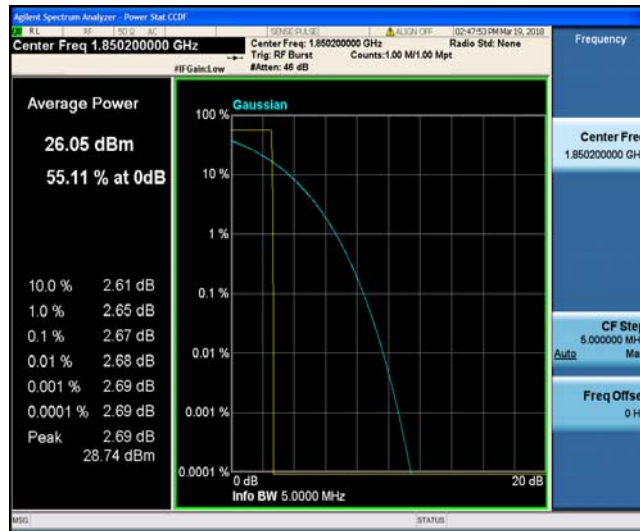 Agilent Spectrum Analyzer - Power Stat CCDF
RL RF 50 Ω AC SENSE:PULSE ALIGN OFF 02:47:53 PM Mar 19, 2018
Center Freq 1.850200000 GHz
Center Freq: 1.850200000 GHz Radio Std: None
Trig: RF Burst Counts:1.00 M/1.00 Mpt
#IFGain:Low #Atten: 46 dB
Frequency
Average Power
26.05 dBm
55.11 % at 0dB
10.0 % 2.61 dB
1.0 % 2.65 dB
0.1 % 2.67 dB
0.01 % 2.68 dB
0.001 % 2.69 dB
0.0001 % 2.69 dB
Peak 2.69 dB
28.74 dBm
Gaussian
100 %
10 %
1 %
0.1 %
0.01 %
0.001 %
0.0001 %
0 dB 20 dB
Info BW 5.0000 MHz
Center Fre
1.850200000 GH
CF Step
5.000000 MH
Auto Ma
Freq Offse
0 H
MSG STATUS